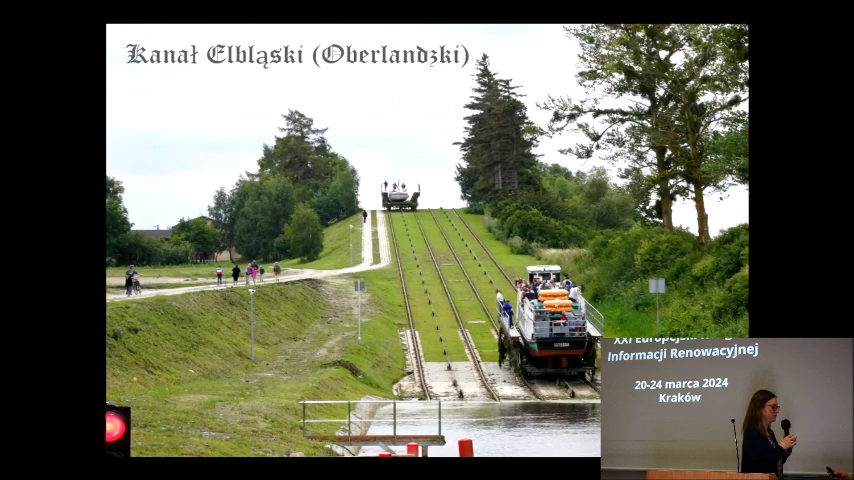 Kanał Elbląski (Oberlandzki)
Informacji Renowacyjnej
20-24 marca 2024
Kraków